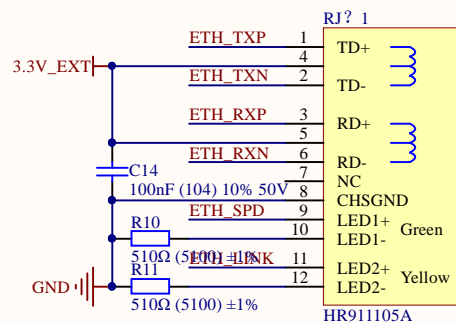 RJ? 1
ETH_TXP 1 TD+
3.3V_EXT 4
ETH_TXN 2 TD-
ETH_RXP 3 RD+
5
ETH_RXN 6 RD-
7 NC
C14
100nF (104) 10% 50V 8 CHSGND
ETH_SPD 9 LED1+
R10 10 LED1- Green
510Ω (5100) ±1%
ETH_LINK 11 LED2+
R11 12 LED2- Yellow
GND
510Ω (5100) ±1%
HR911105A